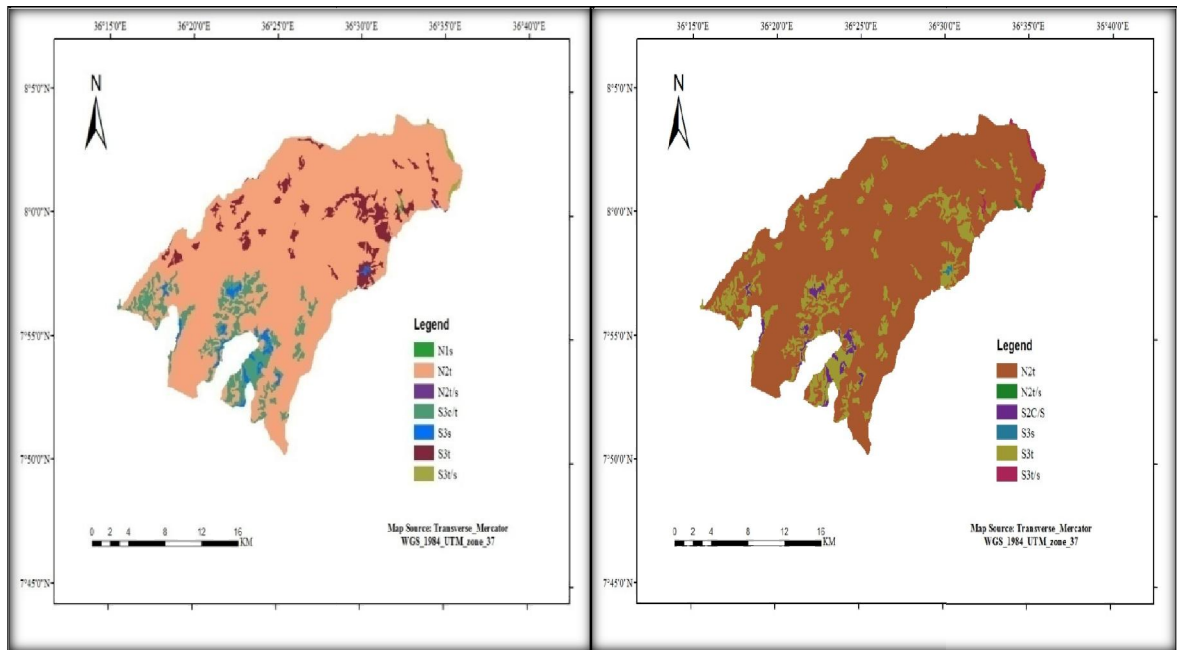 36°15'0"E 36°20'0"E 36°25'0"E 36°30'0"E 36°35'0"E 36°40'0"E
N
8°5'0"N
8°0'0"N
7°55'0"N
7°50'0"N
7°45'0"N
Legend
N1s
N2t
N2t/s
S3c/t
S3s
S3t
S3t/s
0 2 4 8 12 16
KM
Map Source: Transverse_Mercator
WGS_1984_UTM_zone_37
36°15'0"E 36°20'0"E 36°25'0"E 36°30'0"E 36°35'0"E 36°40'0"E
N
8°5'0"N
8°0'0"N
7°55'0"N
7°50'0"N
7°45'0"N
Legend
N2t
N2t/s
S2C/S
S3s
S3t
S3t/s
0 2 4 8 12 16
KM
Map Source: Transverse_Mercator
WGS_1984_UTM_zone_37